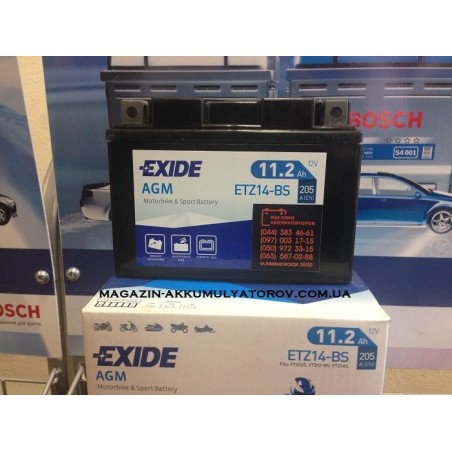 BOSCH
BOSCH
S4 001
EXIDE
AGM
Motorbike & Sport Battery
11.2 Ah
12V
ETZ14-BS
205
A (EN)
МАГАЗИН
АККУМУЛЯТОРОВ
(044) 383 46-61
(097) 003 17-15
(050) 972 33-15
(063) 587-02-88
MAGAZIN-AKKUMULYATOROV.COM.UA
EXIDE
AGM
Motorbike & Sport Battery
11.2 Ah
12V
ETZ14-BS
205
A (EN)